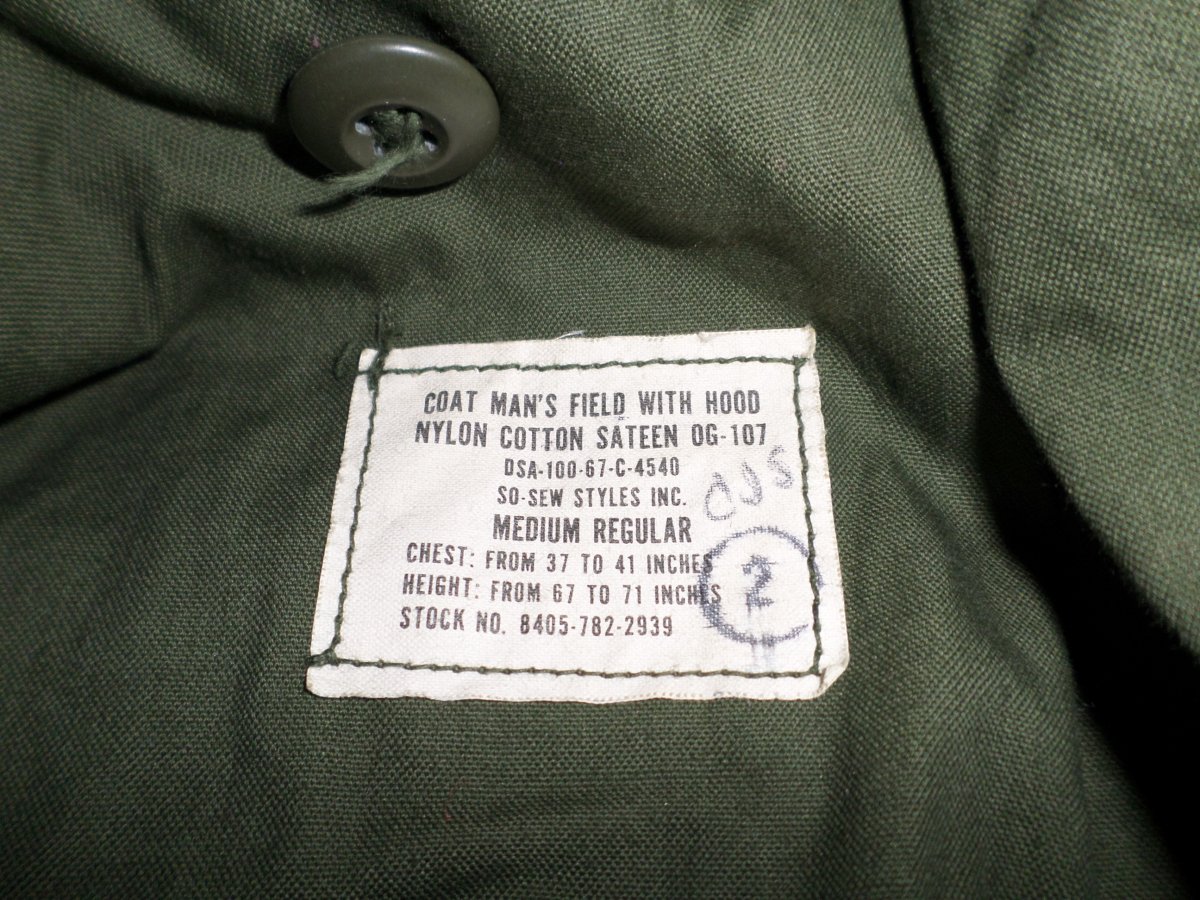 COAT MAN'S FIELD WITH HOOD
NYLON COTTON SATEEN OG-107
DSA-100-67-C-4540
SO-SEW STYLES INC.
MEDIUM REGULAR
CHEST: FROM 37 TO 41 INCHES
HEIGHT: FROM 67 TO 71 INCHES
STOCK NO. 8405-782-2939
2